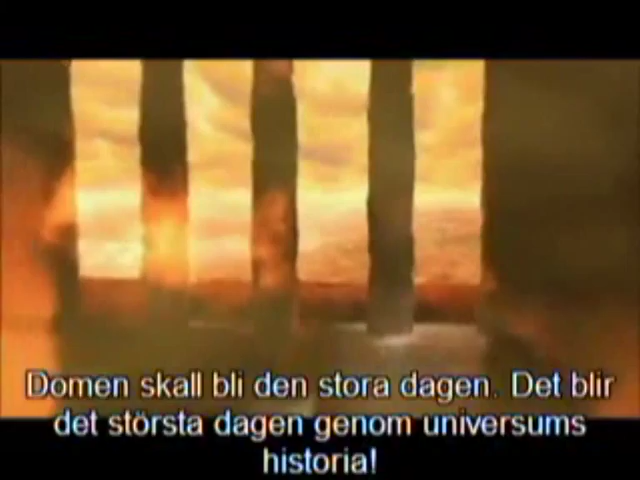 Domen skall bli den stora dagen. Det blir
det största dagen genom universums
historia!